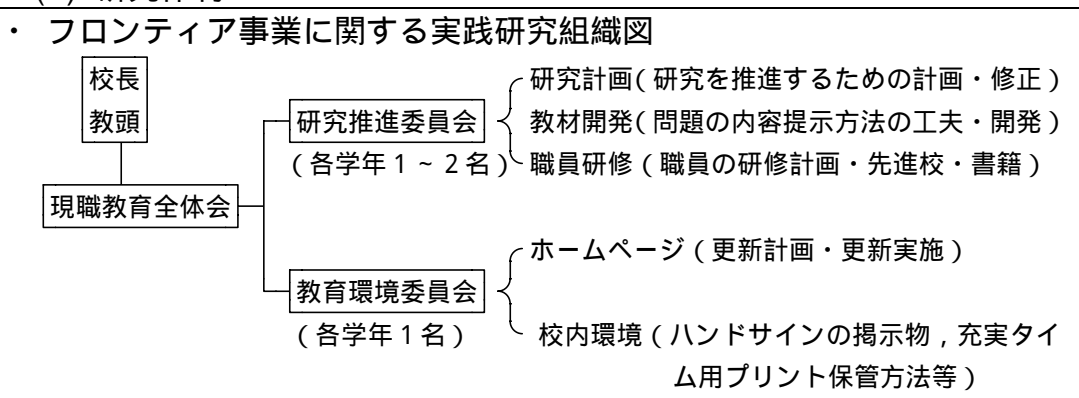 ・ フロンティア事業に関する実践研究組織図
校長
教頭
現職教育全体会
研究推進委員会
(各学年1~2名)
研究計画(研究を推進するための計画・修正)
教材開発(問題の内容提示方法の工夫・開発)
職員研修(職員の研修計画・先進校・書籍)
教育環境委員会
(各学年1名)
ホームページ(更新計画・更新実施)
校内環境(ハンドサインの掲示物,充実タイ
ム用プリント保管方法等)